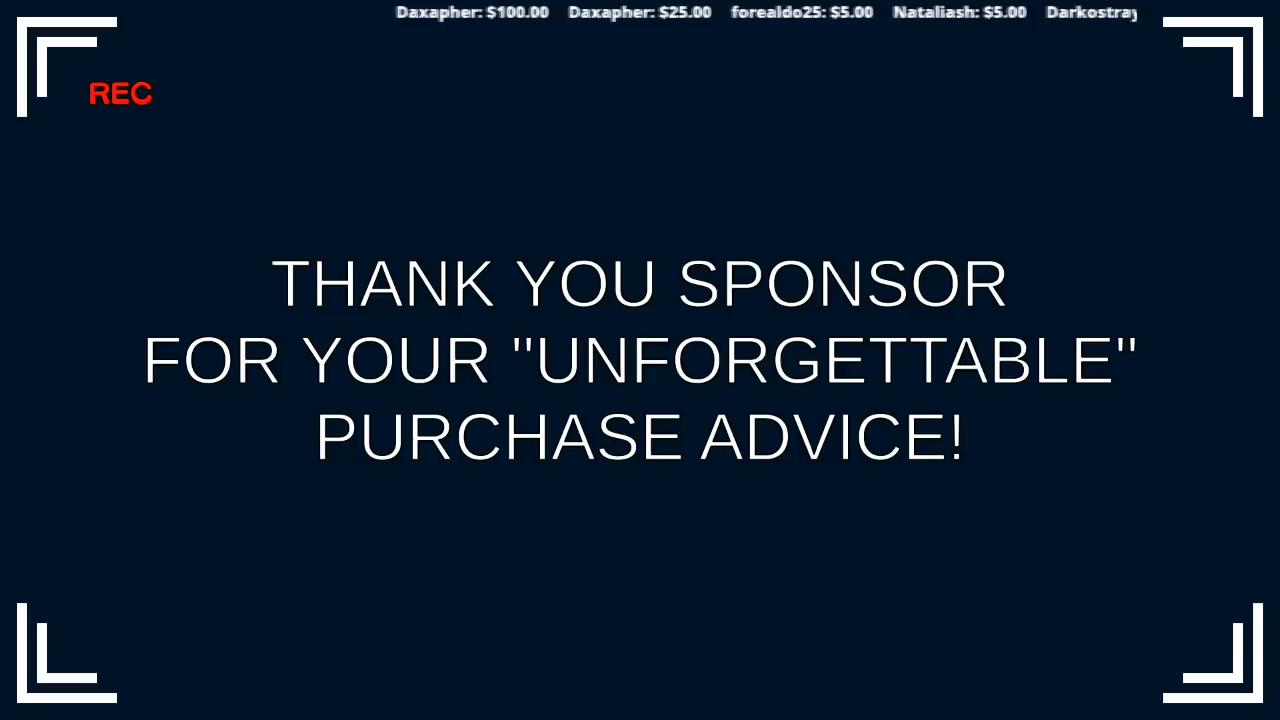 Daxapher: $100.00 Daxapher: $25.00 forealdo25: $5.00 Nataliash: $5.00 Darkostray
REC
THANK YOU SPONSOR
FOR YOUR "UNFORGETTABLE"
PURCHASE ADVICE!